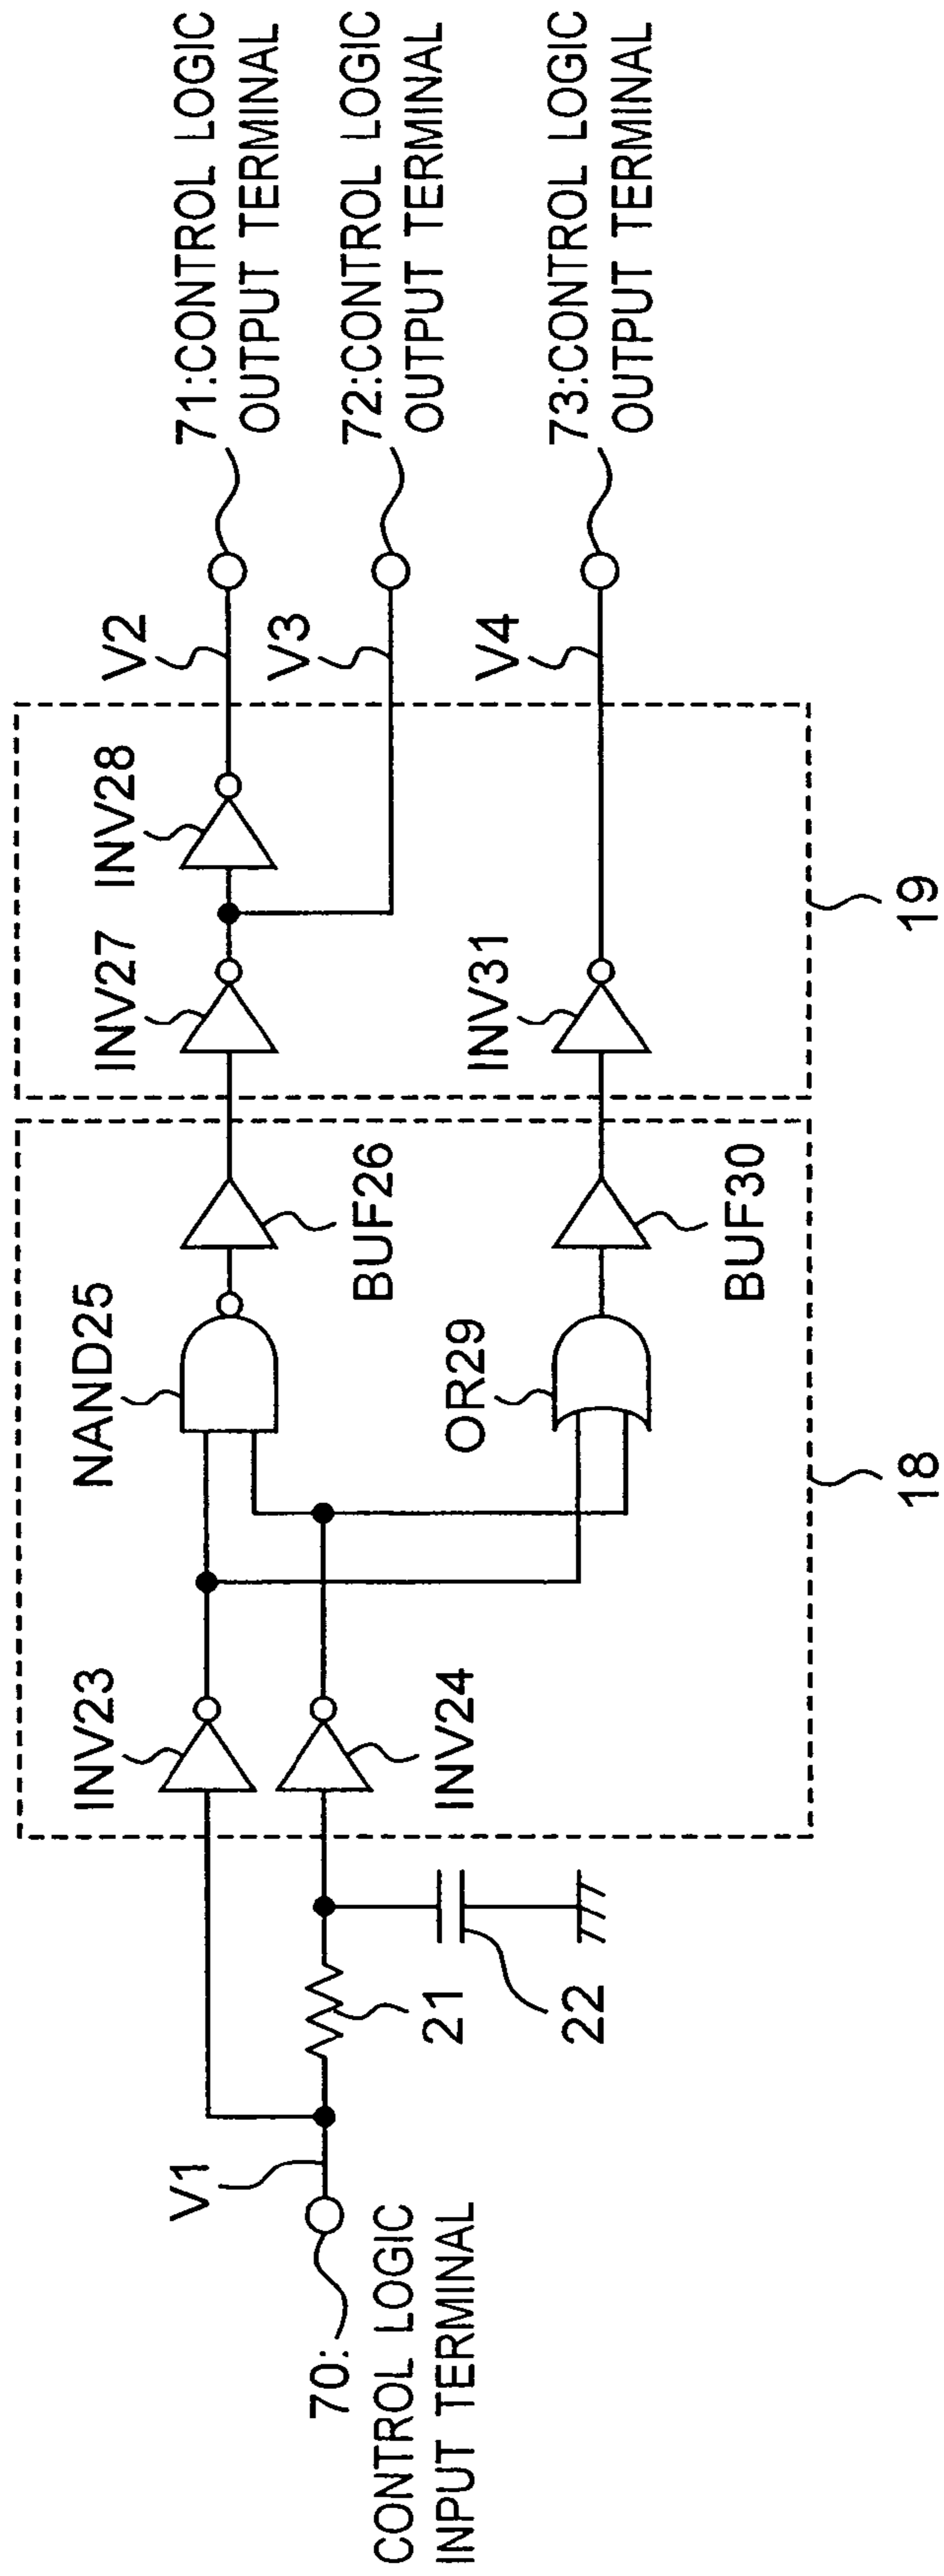 70:
CONTROL LOGIC
INPUT TERMINAL
V1
21
22
INV23
INV24
NAND25
OR29
BUF26
BUF30
18
INV27
INV28
INV31
19
V2
V3
V4
71:CONTROL LOGIC
OUTPUT TERMINAL
72:CONTROL LOGIC
OUTPUT TERMINAL
73:CONTROL LOGIC
OUTPUT TERMINAL